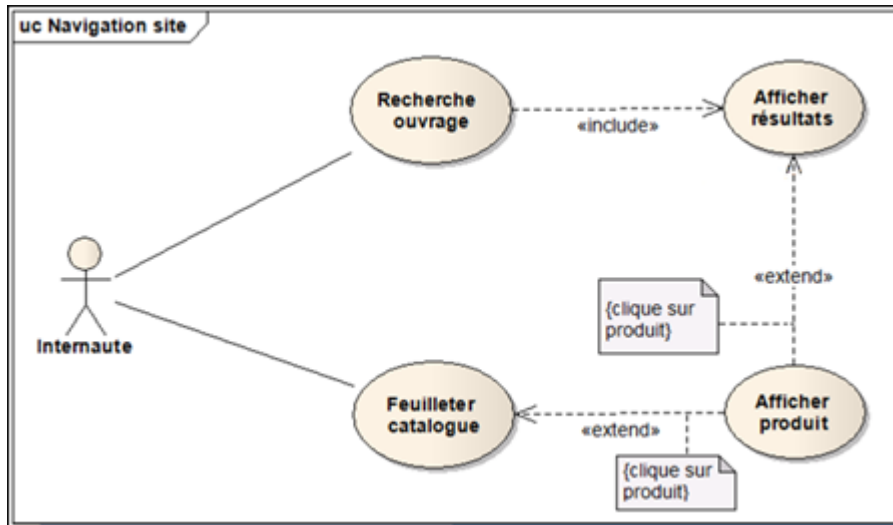 uc Navigation site
Recherche
ouvrage
«include»
Afficher
résultats
«extend»
{clique sur
produit}
Internaute
Feuilleter
catalogue
«extend»
Afficher
produit
{clique sur
produit}